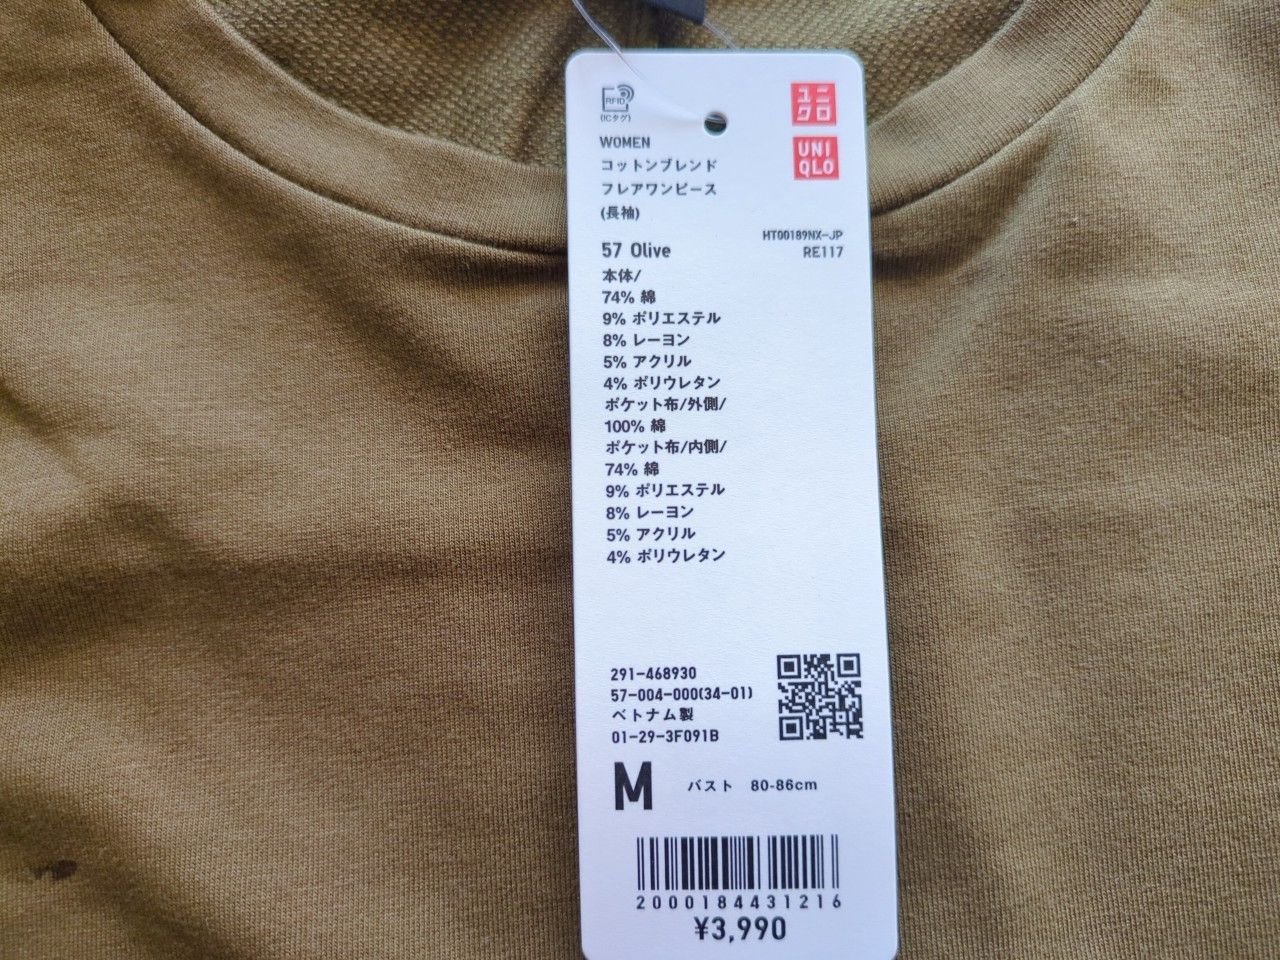 RFID
(ICタグ)
ユニ
クロ
UNI
QLO
WOMEN
コットンブレンド
フレアワンピース
(長袖)
HT00189NX-JP
57 Olive
RE117
本体/
74% 綿
9% ポリエステル
8% レーヨン
5% アクリル
4% ポリウレタン
ポケット布/外側/
100% 綿
ポケット布/内側/
74% 綿
9% ポリエステル
8% レーヨン
5% アクリル
4% ポリウレタン
291-468930
57-004-000(34-01)
ベトナム製
01-29-3F091B
M バスト 80-86cm
2000184431216
¥3,990